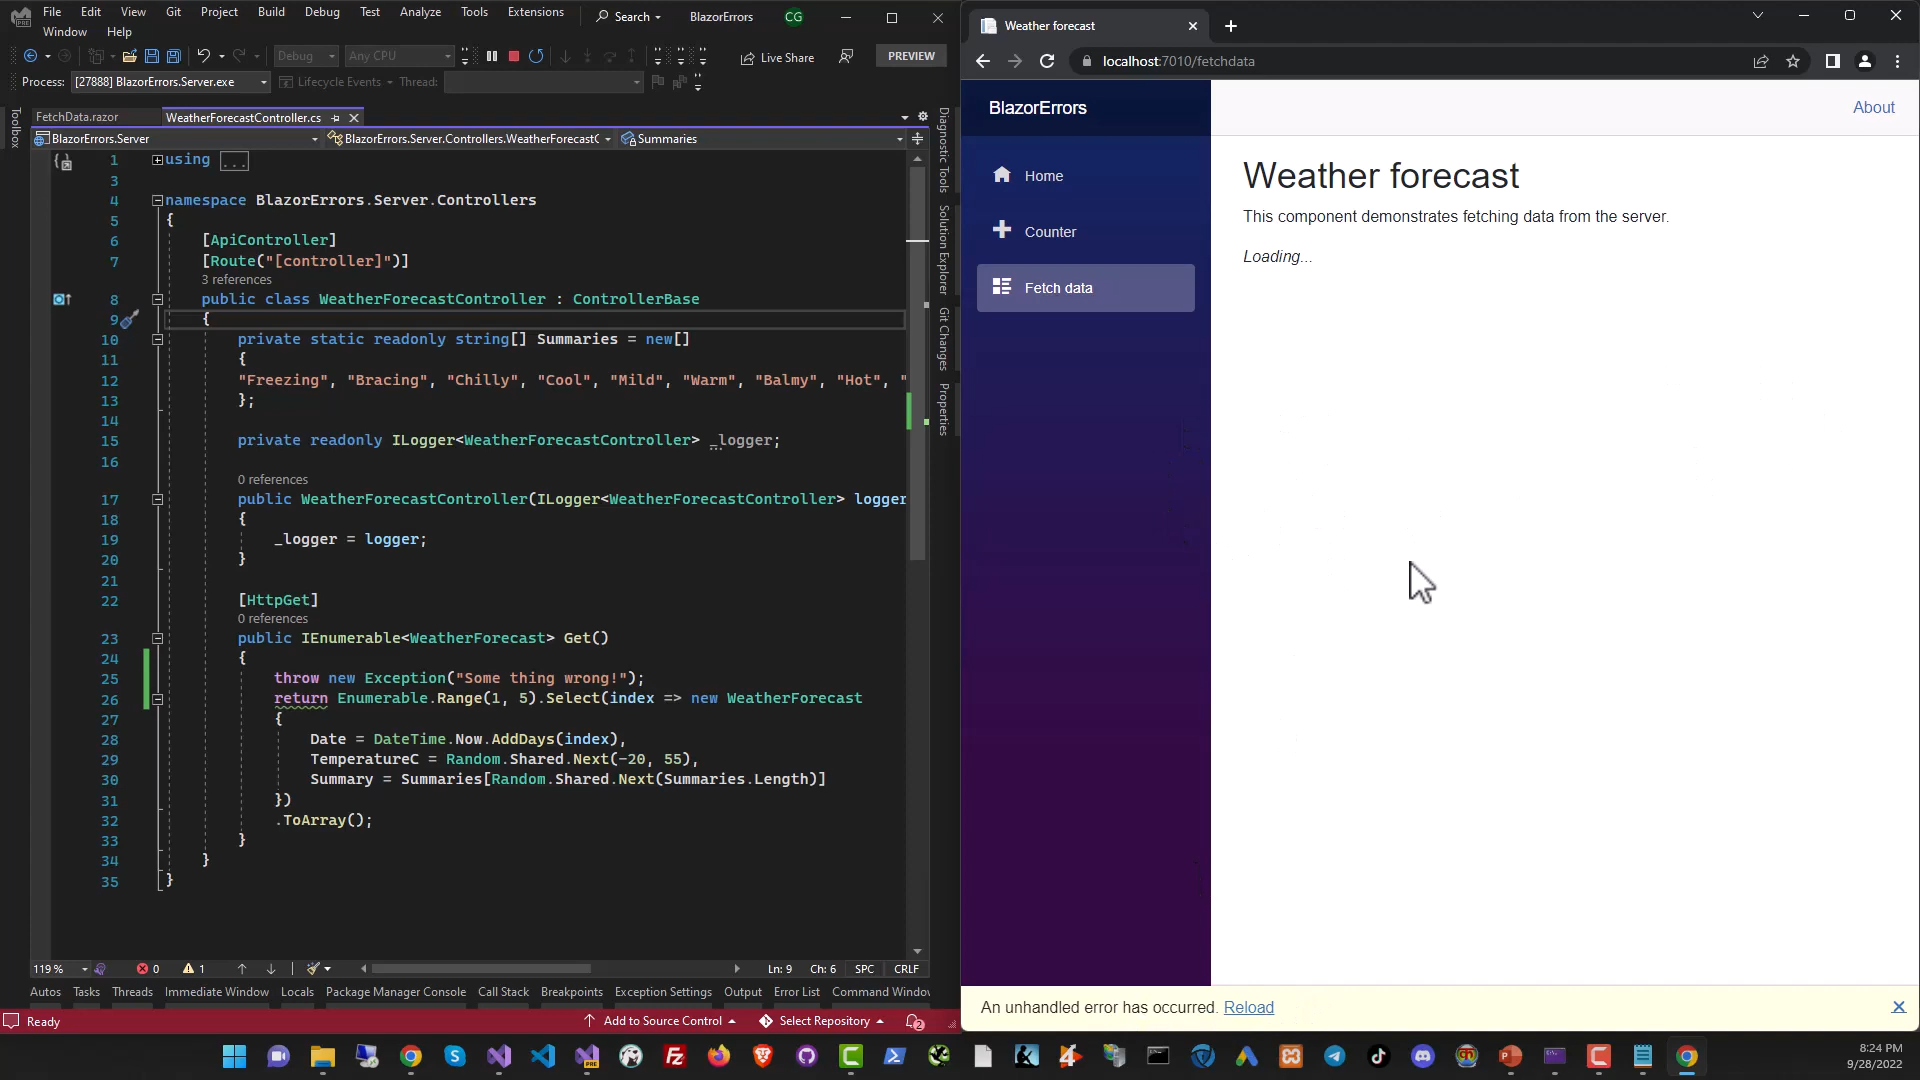 File Edit View Git Project Build Debug Test Analyze Tools Extensions Search BlazorErrors CG
Window Help
Debug Any CPU Live Share PREVIEW
Process: [27888] BlazorErrors.Server.exe Lifecycle Events Thread:
FetchData.razor WeatherForecastController.cs
BlazorErrors.Server BlazorErrors.Server.Controllers.WeatherForecastC Summaries
Toolbox
1 using ...
3
4 namespace BlazorErrors.Server.Controllers
5 {
6 [ApiController]
7 [Route("[controller]")]
3 references
8 public class WeatherForecastController : ControllerBase
9 {
10 private static readonly string[] Summaries = new[]
11 {
12 "Freezing", "Bracing", "Chilly", "Cool", "Mild", "Warm", "Balmy", "Hot", "
13 };
14
15 private readonly ILogger<WeatherForecastController> _logger;
16
0 references
17 public WeatherForecastController(ILogger<WeatherForecastController> logger
18 {
19 _logger = logger;
20 }
21
22 [HttpGet]
0 references
23 public IEnumerable<WeatherForecast> Get()
24 {
25 throw new Exception("Some thing wrong!");
26 return Enumerable.Range(1, 5).Select(index => new WeatherForecast
27 {
28 Date = DateTime.Now.AddDays(index),
29 TemperatureC = Random.Shared.Next(-20, 55),
30 Summary = Summaries[Random.Shared.Next(Summaries.Length)]
31 })
32 .ToArray();
33 }
34 }
35 }
Diagnostic Tools
Solution Explorer
Git Changes
Properties
119 % 0 1 Ln: 9 Ch: 6 SPC CRLF
Autos Tasks Threads Immediate Window Locals Package Manager Console Call Stack Breakpoints Exception Settings Output Error List Command Window
Ready Add to Source Control Select Repository 2
Weather forecast
localhost:7010/fetchdata
BlazorErrors
About
Home
Counter
Fetch data
Weather forecast
This component demonstrates fetching data from the server.
Loading...
An unhandled error has occurred. Reload
8:24 PM
9/28/2022